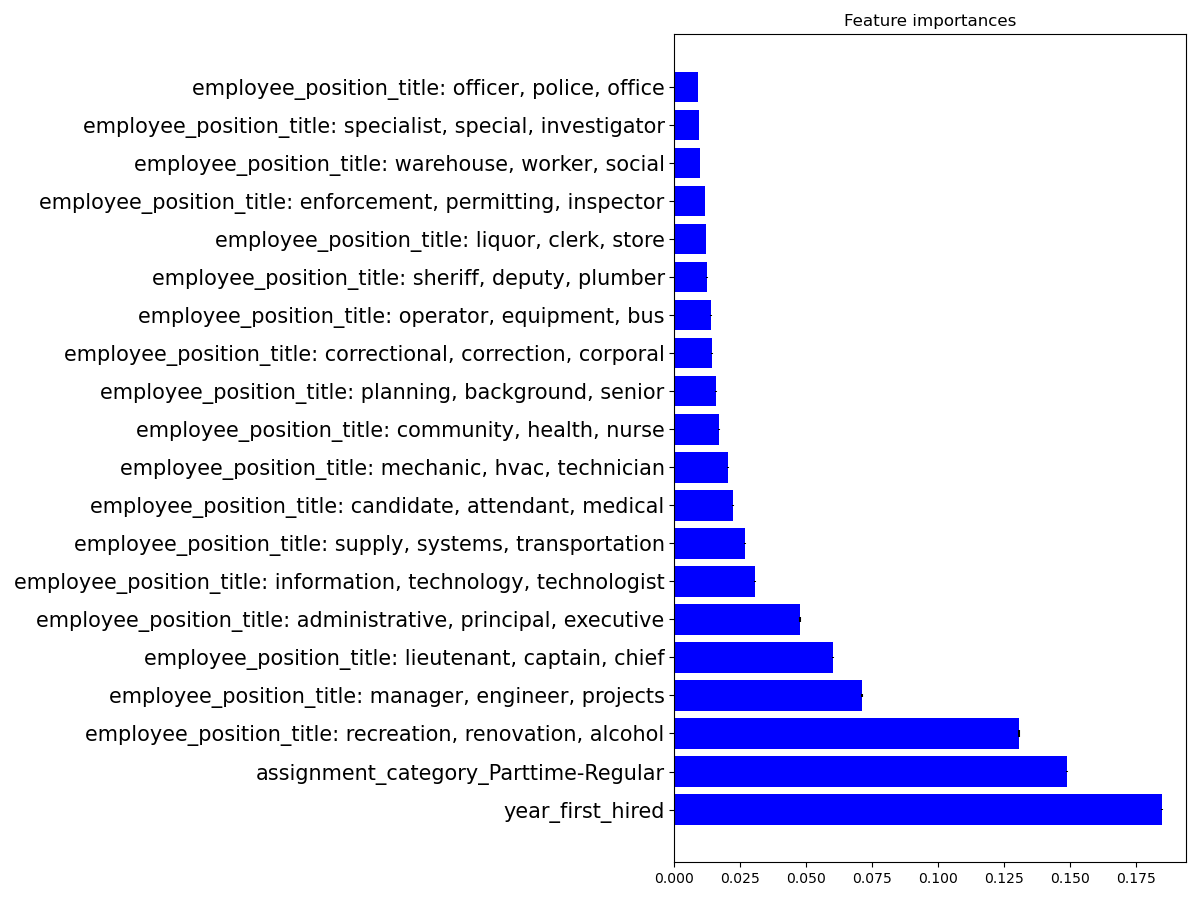 Feature importances
employee_position_title: officer, police, office
employee_position_title: specialist, special, investigator
employee_position_title: warehouse, worker, social
employee_position_title: enforcement, permitting, inspector
employee_position_title: liquor, clerk, store
employee_position_title: sheriff, deputy, plumber
employee_position_title: operator, equipment, bus
employee_position_title: correctional, correction, corporal
employee_position_title: planning, background, senior
employee_position_title: community, health, nurse
employee_position_title: mechanic, hvac, technician
employee_position_title: candidate, attendant, medical
employee_position_title: supply, systems, transportation
employee_position_title: information, technology, technologist
employee_position_title: administrative, principal, executive
employee_position_title: lieutenant, captain, chief
employee_position_title: manager, engineer, projects
employee_position_title: recreation, renovation, alcohol
assignment_category_Parttime-Regular
year_first_hired
0.000 0.025 0.050 0.075 0.100 0.125 0.150 0.175